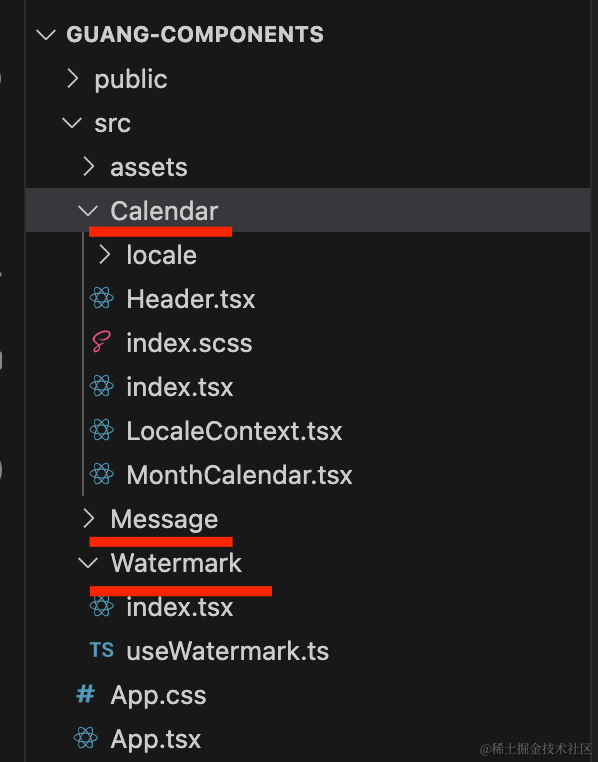 GUANG-COMPONENTS
public
src
assets
Calendar
locale
Header.tsx
index.scss
index.tsx
LocaleContext.tsx
MonthCalendar.tsx
Message
Watermark
index.tsx
TS useWatermark.ts
# App.css
App.tsx
@稀土掘金技术社区